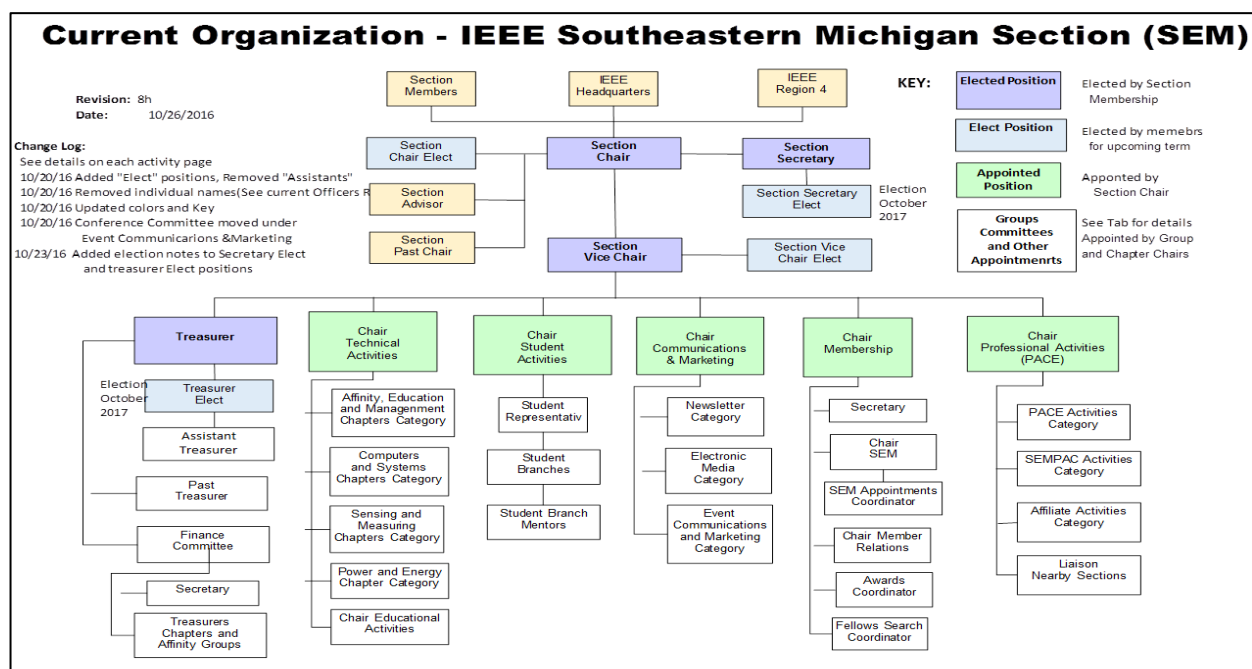 Current Organization - IEEE Southeastern Michigan Section (SEM)
Revision: 8h
Date: 10/26/2016
Change Log:
See details on each activity page
10/20/16 Added "Elect" positions, Removed "Assistants"
10/20/16 Removed individual names(See current Officers R
10/20/16 Updated colors and Key
10/20/16 Conference Committee moved under
Event Communicarions &Marketing
10/23/16 Added election notes to Secretary Elect
and treasurer Elect positions
Section
Members
IEEE
Headquarters
IEEE
Region 4
KEY:
Elected Position
Elected by Section
Membership
Elect Position
Elected by memebrs
for upcoming term
Appointed
Position
Apponted by
Section Chair
Groups
Committees
and Other
Appointmenrts
See Tab for details
Appointed by Group
and Chapter Chairs
Section
Chair Elect
Section
Chair
Section
Secretary
Section
Advisor
Section Secretary
Elect
Election
October
2017
Section
Past Chair
Section
Vice Chair
Section Vice
Chair Elect
Treasurer
Election
October
2017
Treasurer
Elect
Assistant
Treasurer
Past
Treasurer
Finance
Committee
Secretary
Treasurers
Chapters and
Affinity Groups
Chair
Technical
Activities
Affinity, Education
and Managenment
Chapters Category
Computers
and Systems
Chapters Category
Sensing and
Measuring
Chapters Category
Power and Energy
Chapter Category
Chair Educational
Activities
Chair
Student
Activities
Student
Representativ
Student
Branches
Student Branch
Mentors
Chair
Communications
& Marketing
Newsletter
Category
Electronic
Media
Category
Event
Communications
and Marketing
Category
Chair
Membership
Secretary
Chair
SEM
SEM Appointments
Coordinator
Chair Member
Relations
Awards
Coordinator
Fellows Search
Coordinator
Chair
Professional Activities
(PACE)
PACE Activities
Category
SEMPAC Activities
Category
Affiliate Activities
Category
Liaison
Nearby Sections